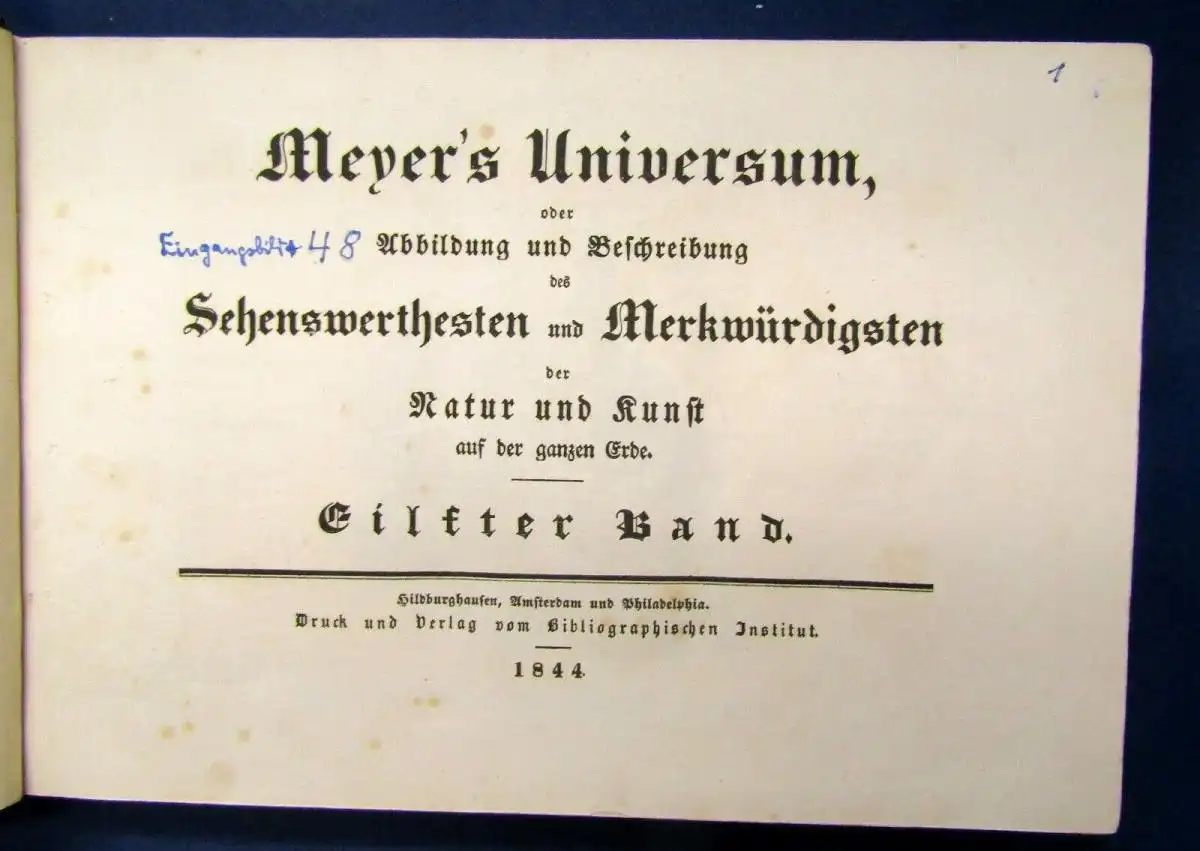 1
Meyer's Universum,
oder
Eingangsbild + 48 Abbildung und Beschreibung
des
Sehenswerthesten und Merkwürdigsten
der
Natur und Kunst
auf der ganzen Erde.
Eilfter Band.
Hildburghausen, Amsterdam und Philadelphia.
Druck und Verlag vom Bibliographischen Institut.
1844.